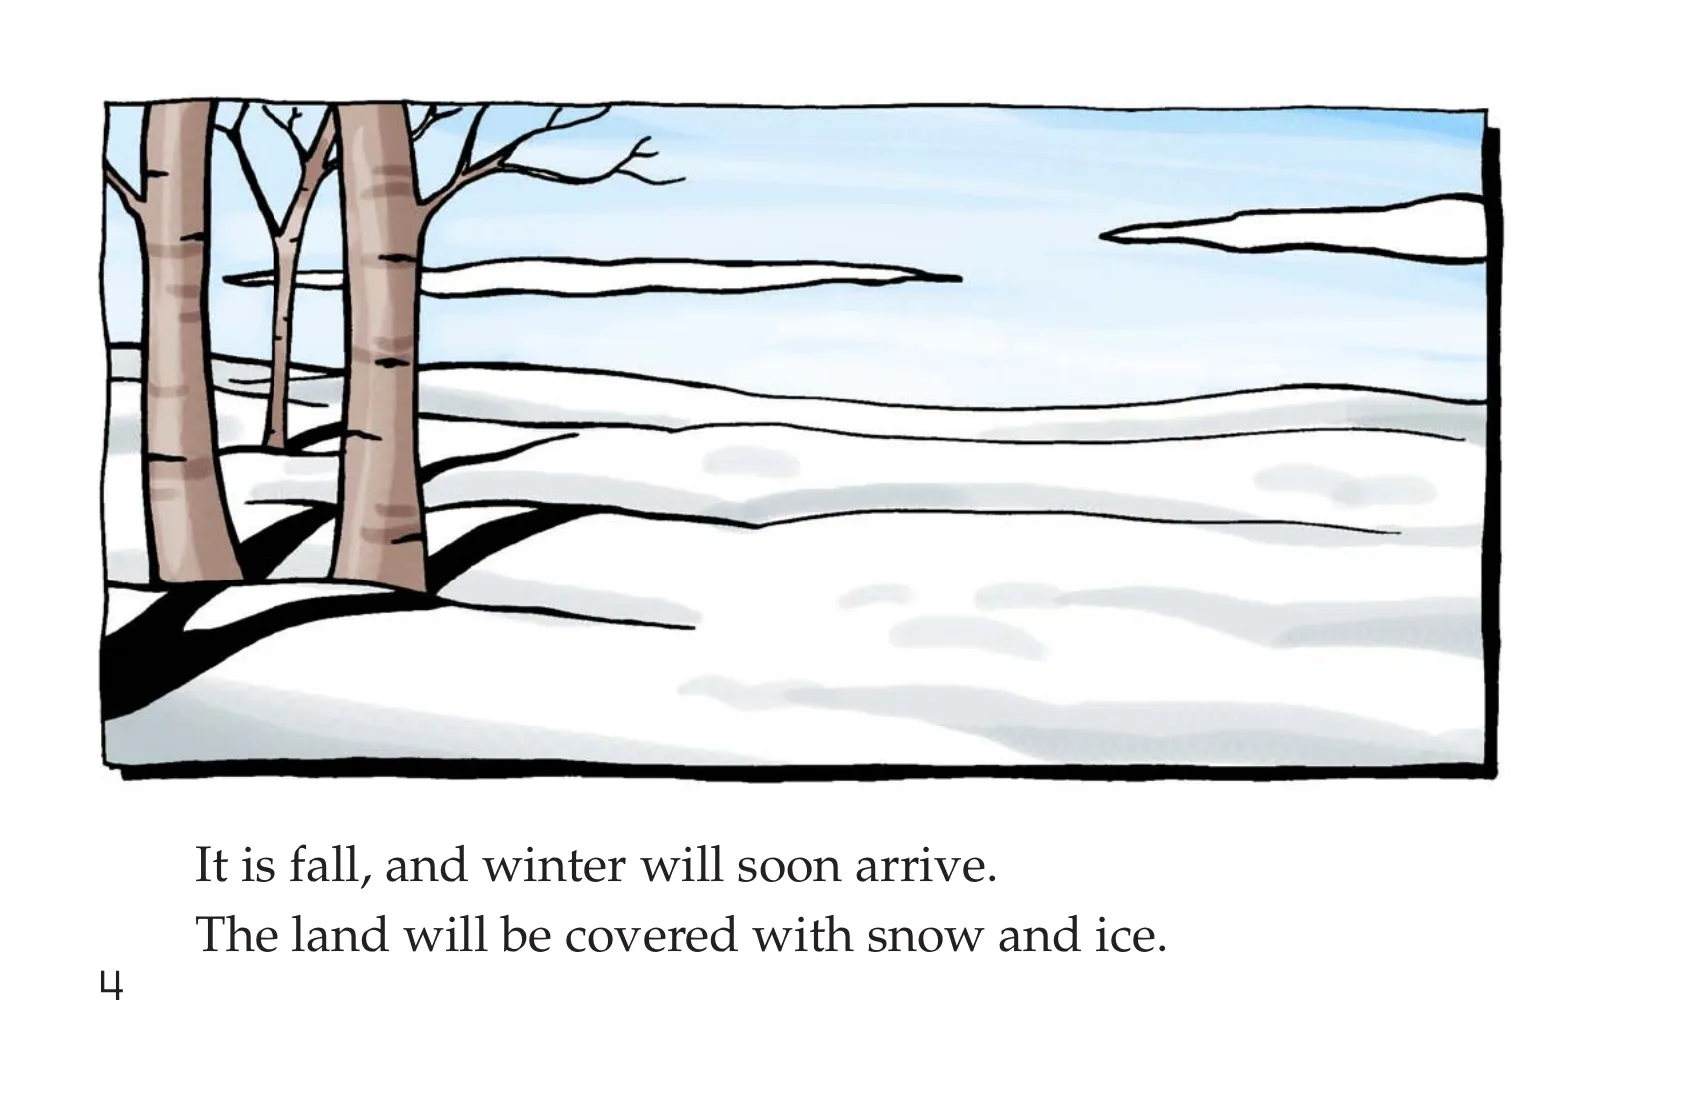 It is fall, and winter will soon arrive.
The land will be covered with snow and ice.
4